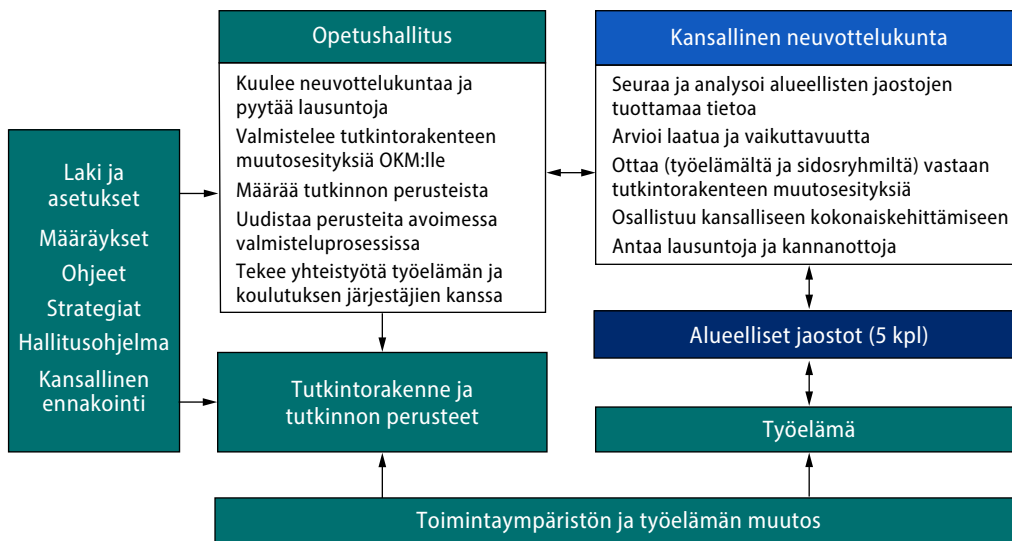 Laki ja
asetukset
Määräykset
Ohjeet
Strategiat
Hallitusohjelma
Kansallinen
ennakointi
Opetushallitus
Kuulee neuvottelukuntaa ja
pyytää lausuntoja
Valmistelee tutkintorakenteen
muutosesityksiä OKM:lle
Määrää tutkinnon perusteista
Uudistaa perusteita avoimessa
valmisteluprosessissa
Tekee yhteistyötä työelämän ja
koulutuksen järjestäjien kanssa
Tutkintorakenne ja
tutkinnon perusteet
Kansallinen neuvottelukunta
Seuraa ja analysoi alueellisten jaostojen
tuottamaa tietoa
Arvioi laatua ja vaikuttavuutta
Ottaa (työelämältä ja sidosryhmiltä) vastaan
tutkintorakenteen muutosesityksiä
Osallistuu kansalliseen kokonaiskehittämiseen
Antaa lausuntoja ja kannanottoja
Alueelliset jaostot (5 kpl)
Työelämä
Toimintaympäristön ja työelämän muutos